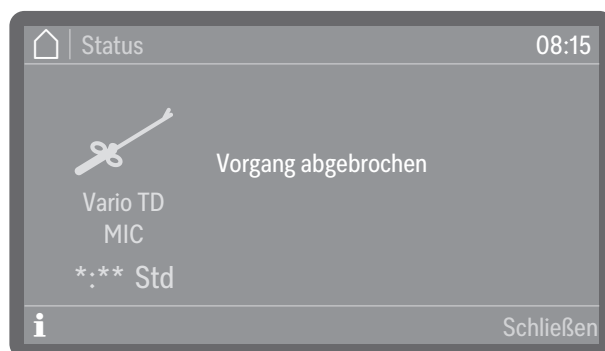 Status
08:15
Vorgang abgebrochen
Vario TD
MIC
*:** Std
i
Schließen